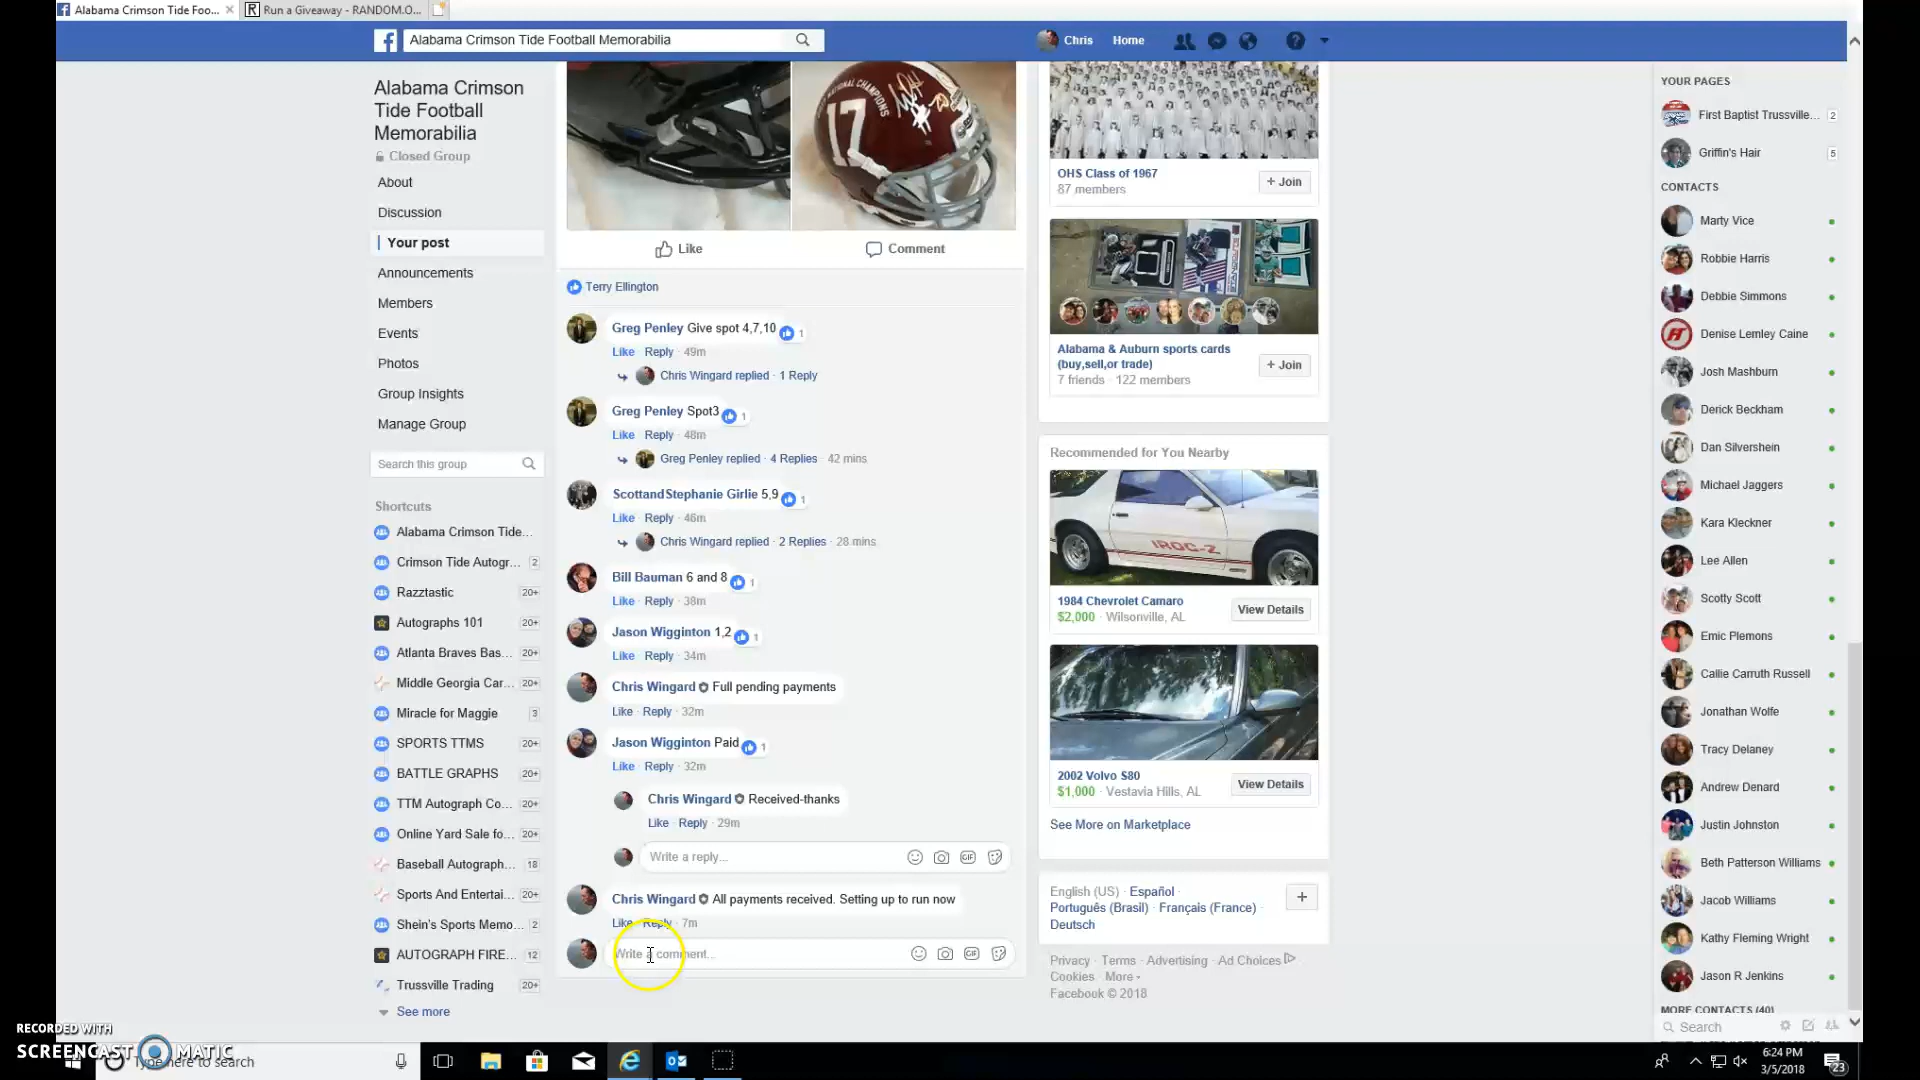 Alabama Crimson Tide Foo...
Run a Giveaway - RANDOM.O...
Alabama Crimson Tide Football Memorabilia
Chris
Home
Alabama Crimson
Tide Football
Memorabilia
Closed Group
About
Discussion
Your post
Announcements
Members
Events
Photos
Group Insights
Manage Group
Search this group
Shortcuts
Alabama Crimson Tide...
Crimson Tide Autogr... 2
Razztastic 20+
Autographs 101 20+
Atlanta Braves Bas... 20+
Middle Georgia Car... 20+
Miracle for Maggie 3
SPORTS TTMS 20+
BATTLE GRAPHS 20+
TTM Autograph Co... 20+
Online Yard Sale fo... 20+
Baseball Autograph... 18
Sports And Entertai... 20+
Shein's Sports Memo... 2
AUTOGRAPH FIRE... 12
Trussville Trading 20+
See more
NATIONAL CHAMPIONS
17
Like
Comment
Terry Ellington
Greg Penley Give spot 4,7,10 1
Like · Reply · 49m
Chris Wingard replied · 1 Reply
Greg Penley Spot3 1
Like · Reply · 48m
Greg Penley replied · 4 Replies · 42 mins
ScottandStephanie Girlie 5,9 1
Like · Reply · 46m
Chris Wingard replied · 2 Replies · 28 mins
Bill Bauman 6 and 8 1
Like · Reply · 38m
Jason Wigginton 1,2 1
Like · Reply · 34m
Chris Wingard Full pending payments
Like · Reply · 32m
Jason Wigginton Paid 1
Like · Reply · 32m
Chris Wingard Received-thanks
Like · Reply · 29m
Write a reply...
GIF
Chris Wingard All payments received. Setting up to run now
Like · Reply · 7m
Write a comment...
GIF
OHS Class of 1967
87 members
+ Join
Alabama & Auburn sports cards
(buy,sell,or trade)
7 friends · 122 members
+ Join
Recommended for You Nearby
IROC-Z
1984 Chevrolet Camaro
$2,000 · Wilsonville, AL
View Details
2002 Volvo S80
$1,000 · Vestavia Hills, AL
View Details
See More on Marketplace
English (US) · Español ·
Português (Brasil) · Français (France) ·
Deutsch
Privacy · Terms · Advertising · Ad Choices
Cookies · More
Facebook © 2018
YOUR PAGES
First Baptist Trussville... 2
Griffin's Hair 5
CONTACTS
Marty Vice
Robbie Harris
Debbie Simmons
Denise Lemley Caine
Josh Mashburn
Derick Beckham
Dan Silvershein
Michael Jaggers
Kara Kleckner
Lee Allen
Scotty Scott
Emic Plemons
Callie Carruth Russell
Jonathan Wolfe
Tracy Delaney
Andrew Denard
Justin Johnston
Beth Patterson Williams
Jacob Williams
Kathy Fleming Wright
Jason R Jenkins
MORE CONTACTS (40)
Search
RECORDED WITH
SCREENCAST MATIC
Type here to search
6:24 PM
3/5/2018
23